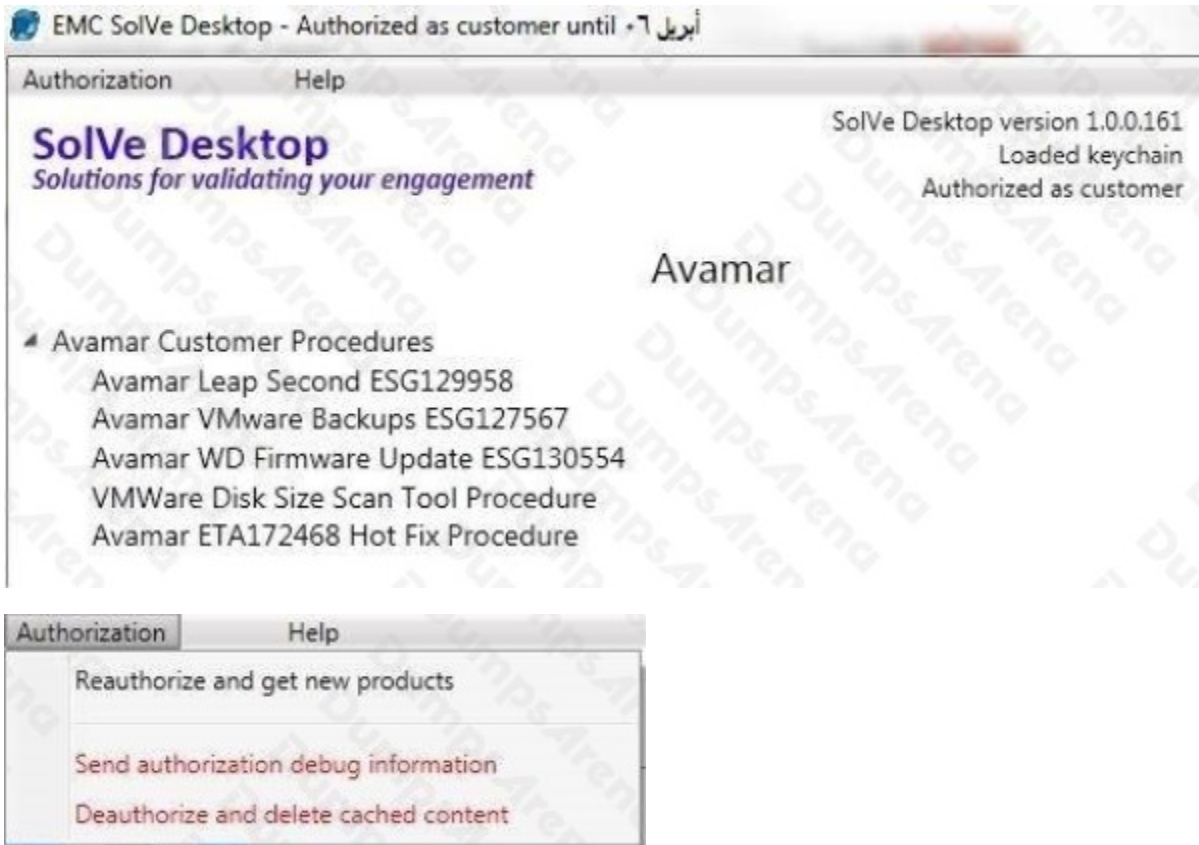 EMC SolVe Desktop - Authorized as customer until أبريل ٠٦
Authorization Help
SolVe Desktop
Solutions for validating your engagement
SolVe Desktop version 1.0.0.161
Loaded keychain
Authorized as customer
Avamar
Avamar Customer Procedures
Avamar Leap Second ESG129958
Avamar VMware Backups ESG127567
Avamar WD Firmware Update ESG130554
VMWare Disk Size Scan Tool Procedure
Avamar ETA172468 Hot Fix Procedure
Authorization Help
Reauthorize and get new products
Send authorization debug information
Deauthorize and delete cached content
DumpsArena